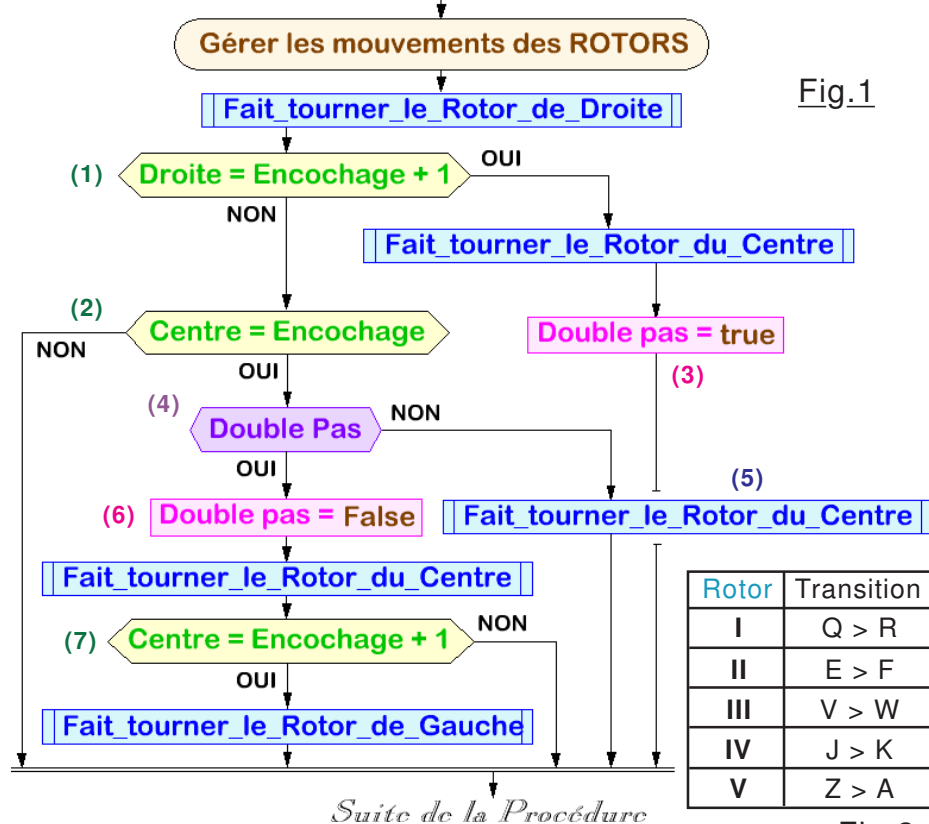 Gérer les mouvements des ROTORS
Fig.1
Fait_tourner_le_Rotor_de_Droite
(1)
Droite = Encochage + 1
OUI
NON
Fait_tourner_le_Rotor_du_Centre
(2)
Centre = Encochage
NON
OUI
Double pas = true
(3)
(4)
Double Pas
NON
OUI
(5)
(6)
Double pas = False
Fait_tourner_le_Rotor_du_Centre
Fait_tourner_le_Rotor_du_Centre
(7)
Centre = Encochage + 1
NON
OUI
Fait_tourner_le_Rotor_de_Gauche
Rotor Transition
I Q > R
II E > F
III V > W
IV J > K
V Z > A
Suite de la Procédure